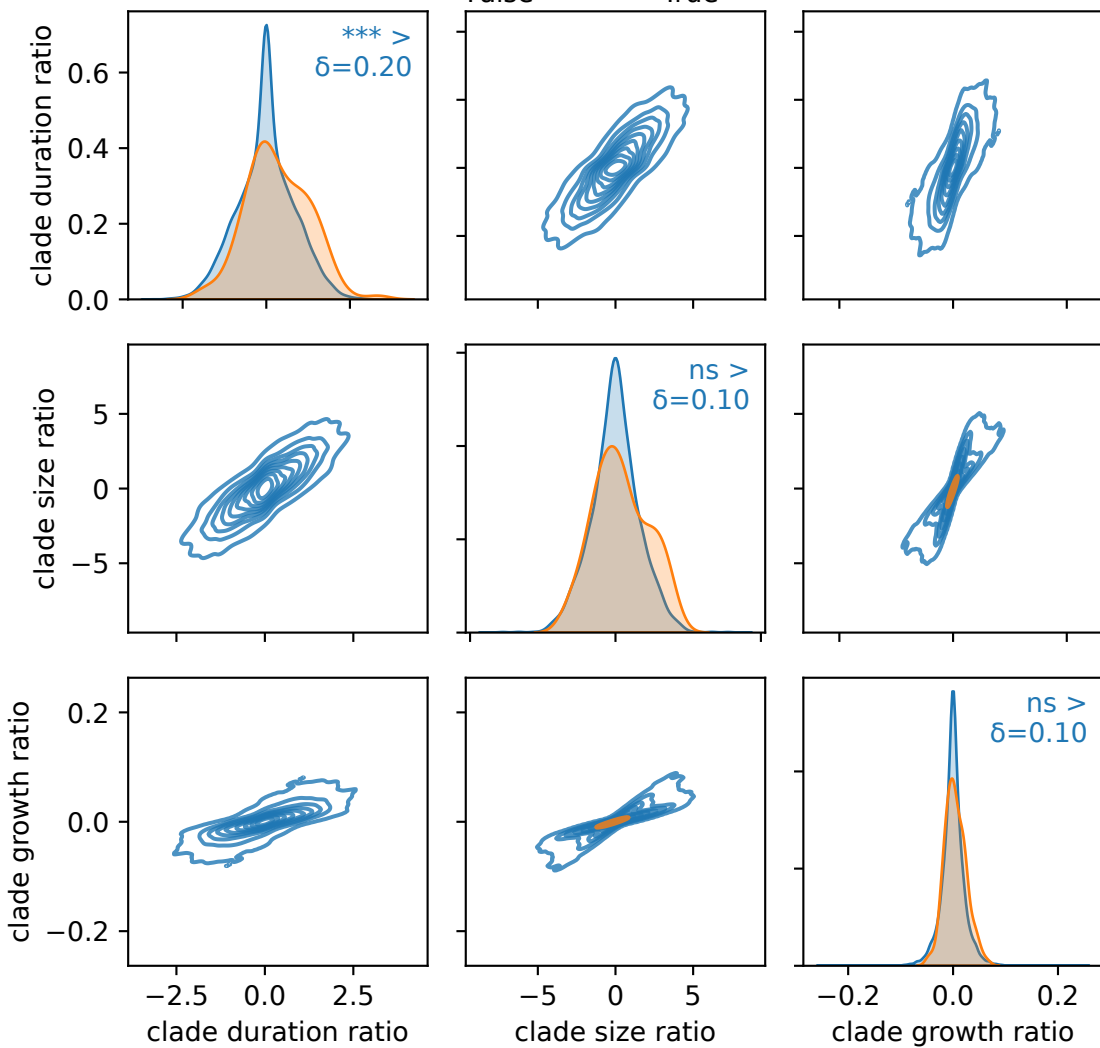 *** >
δ=0.20
clade duration ratio
0.6
0.4
0.2
0.0
ns >
δ=0.10
clade size ratio
5
0
−5
ns >
δ=0.10
clade growth ratio
0.2
0.0
−0.2
−2.5 0.0 2.5
−5 0 5
−0.2 0.0 0.2
clade duration ratio
clade size ratio
clade growth ratio